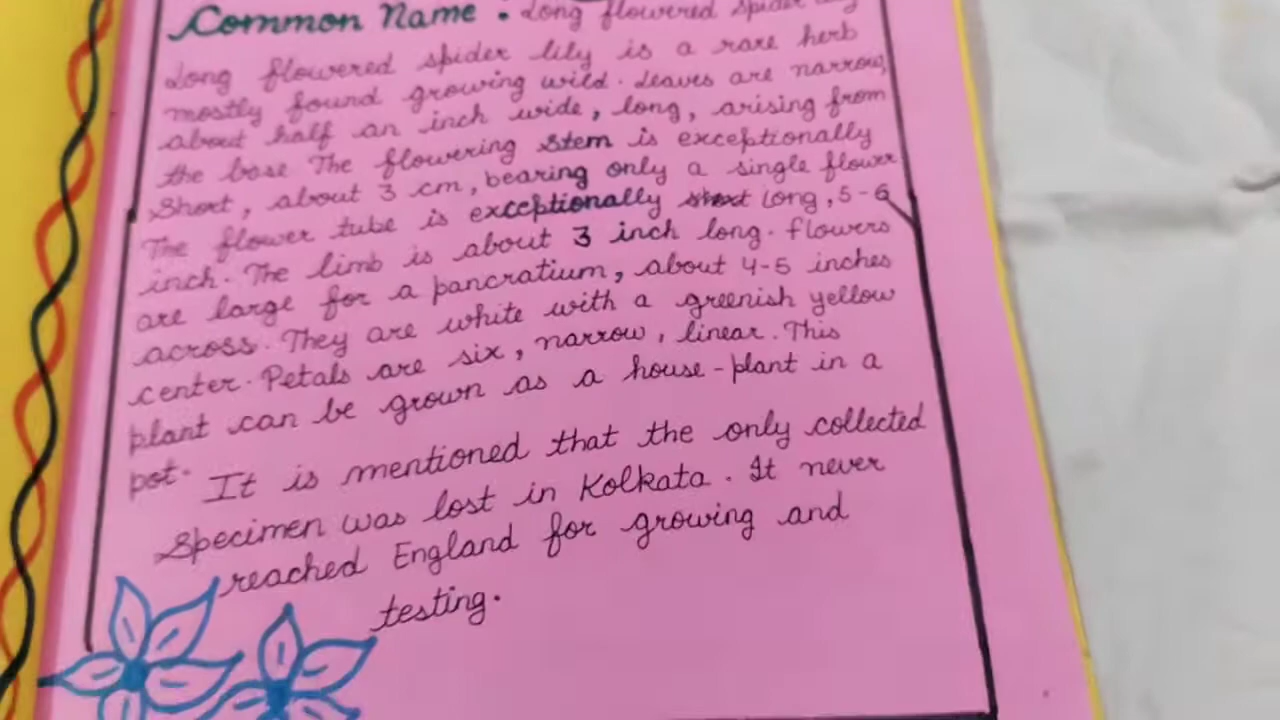 Common Name : Long flowered spider lily
Long flowered spider lily is a rare herb
mostly found growing wild. Leaves are narrow,
about half an inch wide, long, arising from
the base The flowering stem is exceptionally
Short, about 3 cm, bearing only a single flower
The flower tube is exceptionally short long, 5-6
inch. The limb is about 3 inch long. flowers
are large for a pancratium, about 4-5 inches
across. They are white with a greenish yellow
center. Petals are six, narrow, linear. This
plant can be grown as a house-plant in a
pot.
It is mentioned that the only collected
Specimen was lost in Kolkata. It never
reached England for growing and
testing.